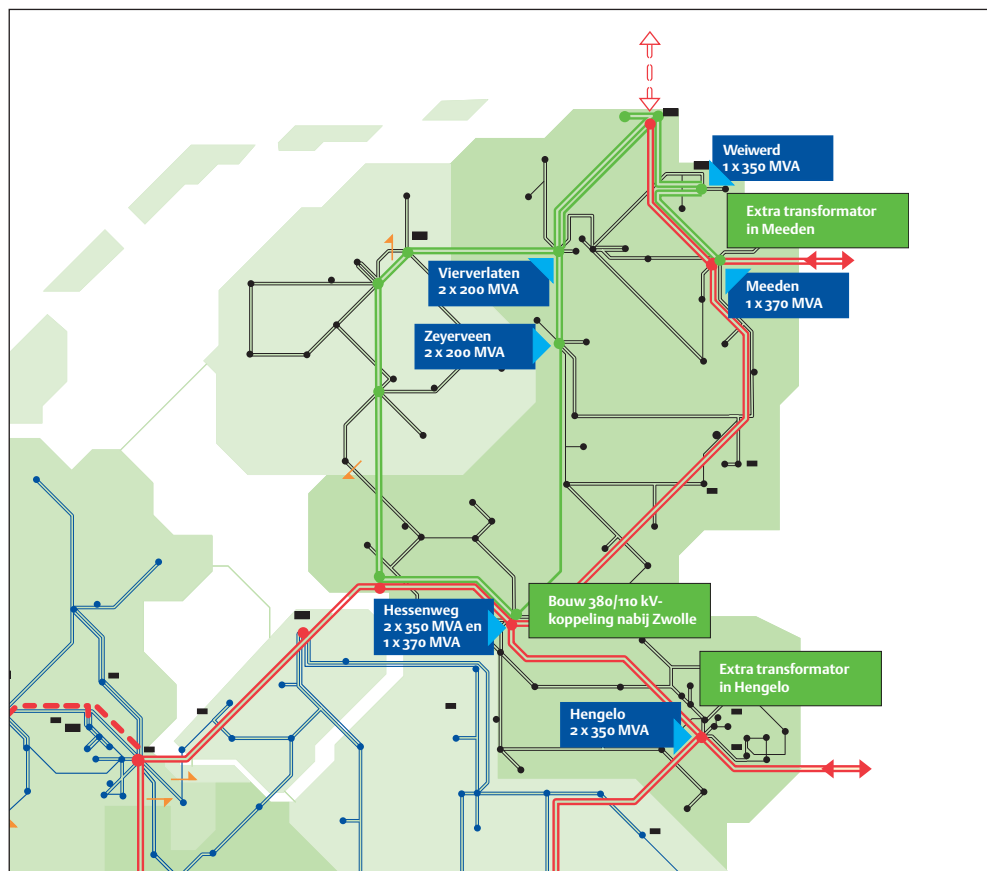 Weiwerd
1 x 350 MVA
Extra transformator
in Meeden
Vierverlaten
2 x 200 MVA
Meeden
1 x 370 MVA
Zeyerveen
2 x 200 MVA
Hessenweg
2 x 350 MVA en
1 x 370 MVA
Bouw 380/110 kV-
koppeling nabij Zwolle
Extra transformator
in Hengelo
Hengelo
2 x 350 MVA